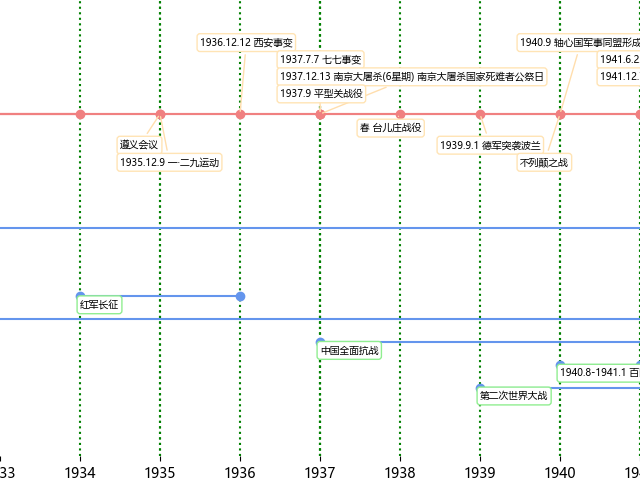 1936.12.12 西安事变
1940.9 轴心国军事同盟形成
1937.7.7 七七事变
1941.6.2
1937.12.13 南京大屠杀(6星期) 南京大屠杀国家死难者公祭日
1941.12.
1937.9 平型关战役
春 台儿庄战役
遵义会议
1939.9.1 德军突袭波兰
1935.12.9 一·二九运动
不列颠之战
红军长征
中国全面抗战
1940.8-1941.1 百
第二次世界大战
33 1934 1935 1936 1937 1938 1939 1940 194